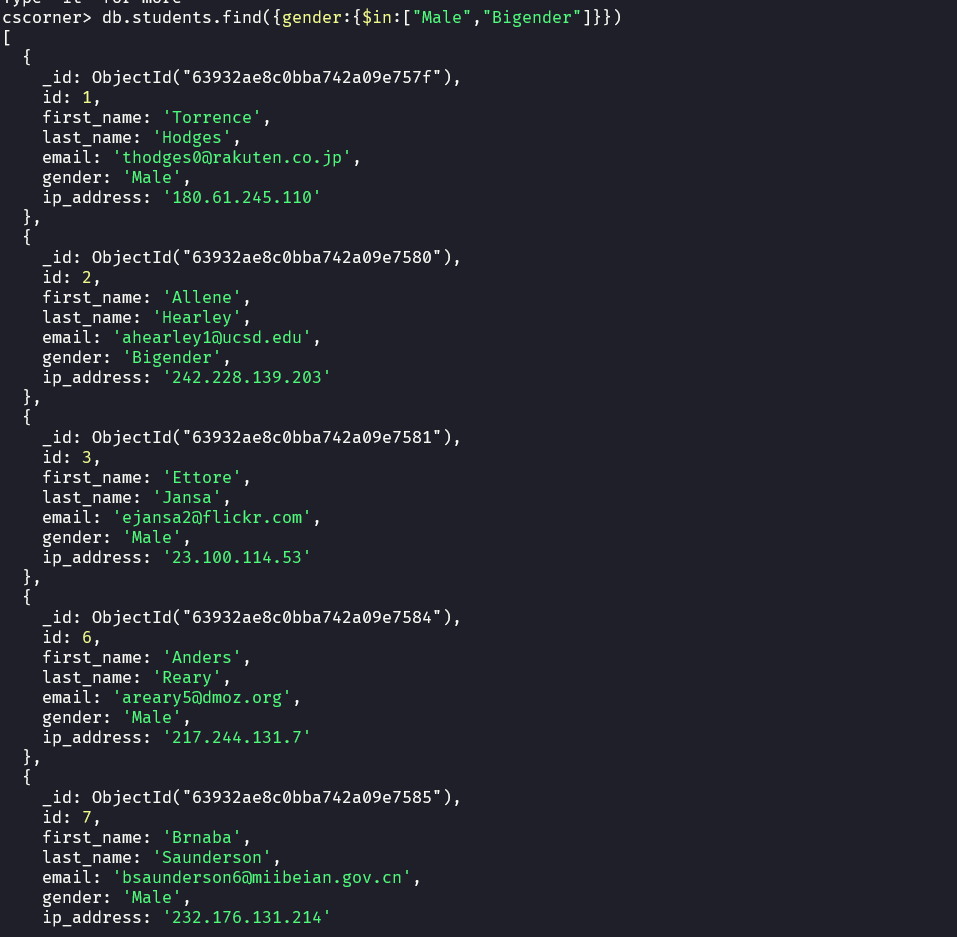 Type "it" for more
cscorner> db.students.find({gender:{$in:["Male","Bigender"]}})
[
  {
    _id: ObjectId("63932ae8c0bba742a09e757f"),
    id: 1,
    first_name: 'Torrence',
    last_name: 'Hodges',
    email: 'thodges0@rakuten.co.jp',
    gender: 'Male',
    ip_address: '180.61.245.110'
  },
  {
    _id: ObjectId("63932ae8c0bba742a09e7580"),
    id: 2,
    first_name: 'Allene',
    last_name: 'Hearley',
    email: 'ahearley1@ucsd.edu',
    gender: 'Bigender',
    ip_address: '242.228.139.203'
  },
  {
    _id: ObjectId("63932ae8c0bba742a09e7581"),
    id: 3,
    first_name: 'Ettore',
    last_name: 'Jansa',
    email: 'ejansa2@flickr.com',
    gender: 'Male',
    ip_address: '23.100.114.53'
  },
  {
    _id: ObjectId("63932ae8c0bba742a09e7584"),
    id: 6,
    first_name: 'Anders',
    last_name: 'Reary',
    email: 'areary5@dmoz.org',
    gender: 'Male',
    ip_address: '217.244.131.7'
  },
  {
    _id: ObjectId("63932ae8c0bba742a09e7585"),
    id: 7,
    first_name: 'Brnaba',
    last_name: 'Saunderson',
    email: 'bsaunderson6@miibeian.gov.cn',
    gender: 'Male',
    ip_address: '232.176.131.214'